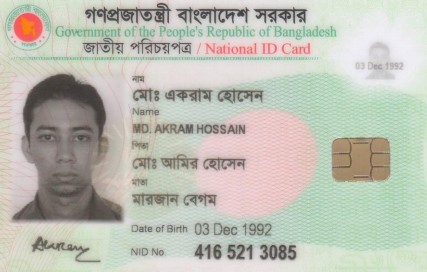 গণপ্রজাতন্ত্রী বাংলাদেশ সরকার
Government of the People's Republic of Bangladesh
জাতীয় পরিচয়পত্র / National ID Card
03 Dec 1992
নাম
মোঃ একরাম হোসেন
Name
MD. AKRAM HOSSAIN
পিতা
মোঃ আমির হোসেন
মাতা
মারজান বেগম
Date of Birth 03 Dec 1992
NID No. 416 521 3085